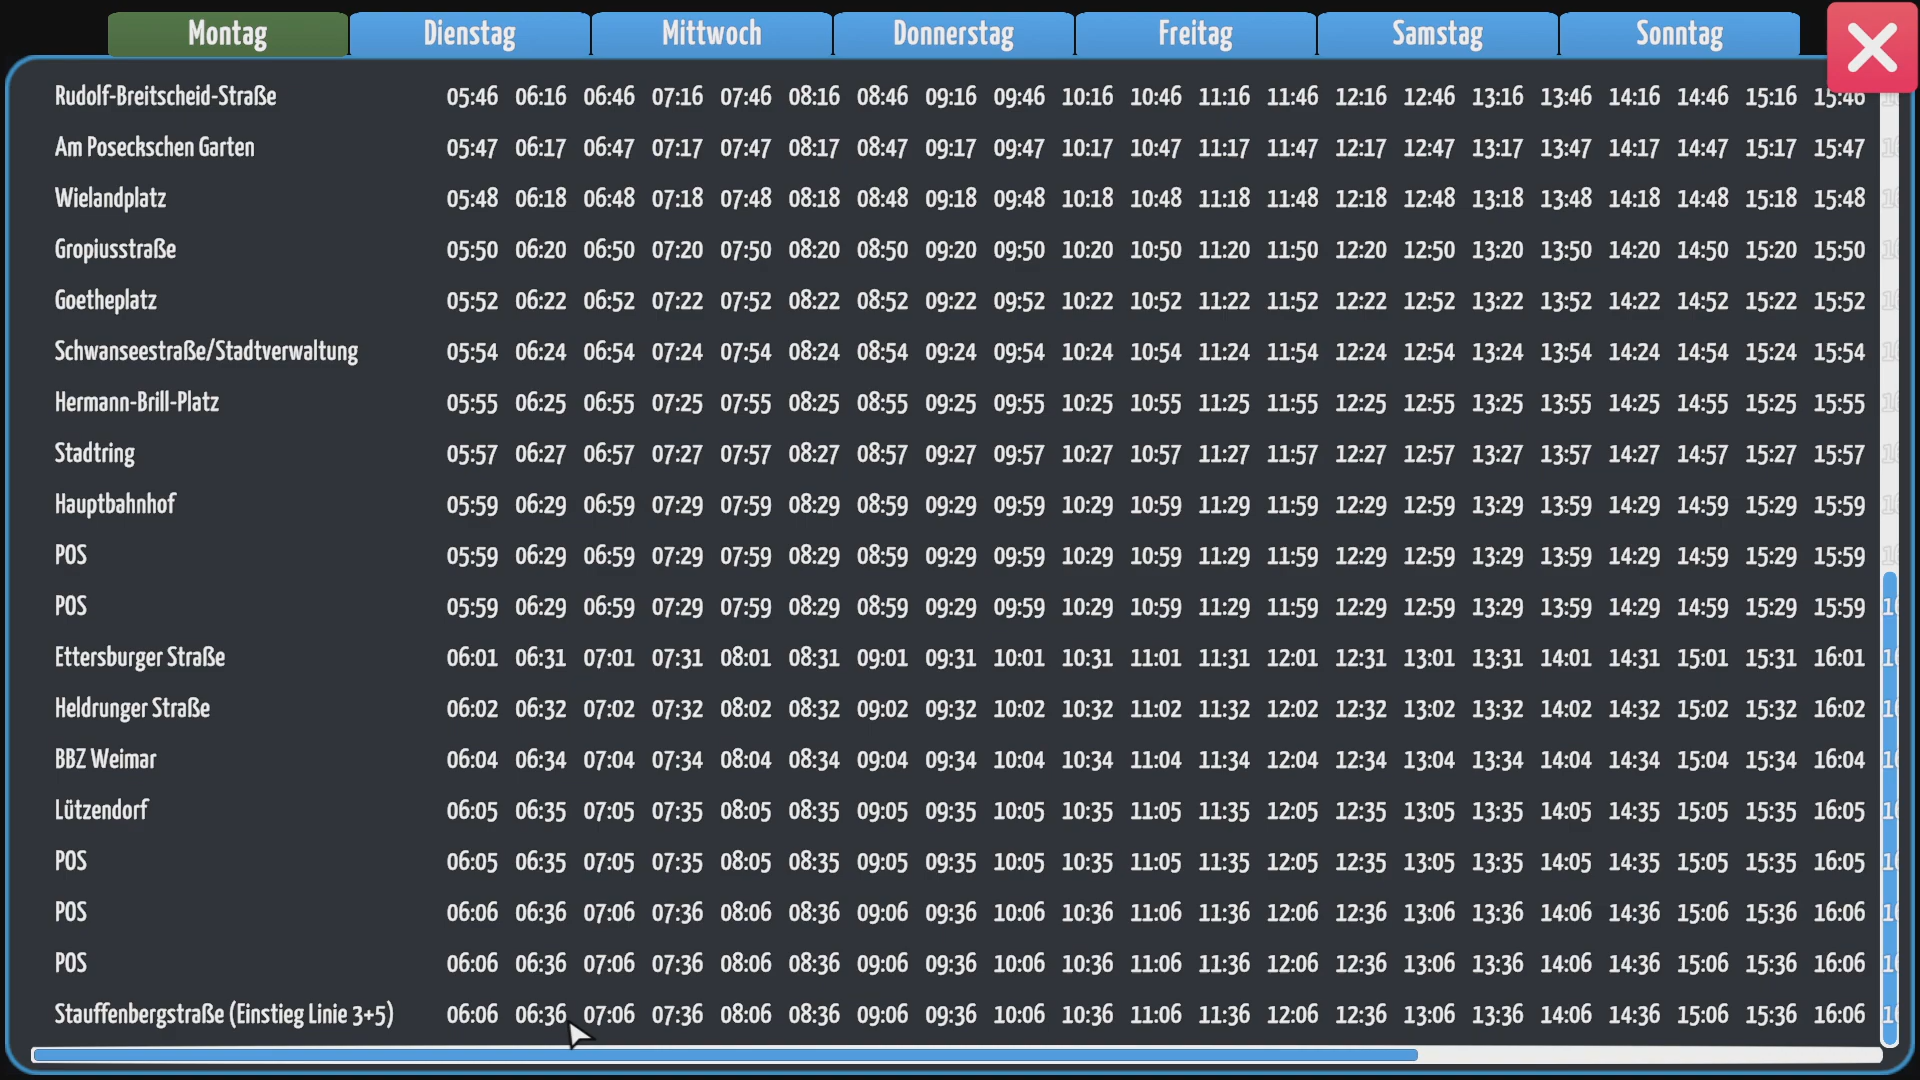 Montag Dienstag Mittwoch Donnerstag Freitag Samstag Sonntag
Rudolf-Breitscheid-Straße 05:46 06:16 06:46 07:16 07:46 08:16 08:46 09:16 09:46 10:16 10:46 11:16 11:46 12:16 12:46 13:16 13:46 14:16 14:46 15:16 15:46
Am Poseckschen Garten 05:47 06:17 06:47 07:17 07:47 08:17 08:47 09:17 09:47 10:17 10:47 11:17 11:47 12:17 12:47 13:17 13:47 14:17 14:47 15:17 15:47
Wielandplatz 05:48 06:18 06:48 07:18 07:48 08:18 08:48 09:18 09:48 10:18 10:48 11:18 11:48 12:18 12:48 13:18 13:48 14:18 14:48 15:18 15:48
Gropiusstraße 05:50 06:20 06:50 07:20 07:50 08:20 08:50 09:20 09:50 10:20 10:50 11:20 11:50 12:20 12:50 13:20 13:50 14:20 14:50 15:20 15:50
Goetheplatz 05:52 06:22 06:52 07:22 07:52 08:22 08:52 09:22 09:52 10:22 10:52 11:22 11:52 12:22 12:52 13:22 13:52 14:22 14:52 15:22 15:52
Schwanseestraße/Stadtverwaltung 05:54 06:24 06:54 07:24 07:54 08:24 08:54 09:24 09:54 10:24 10:54 11:24 11:54 12:24 12:54 13:24 13:54 14:24 14:54 15:24 15:54
Hermann-Brill-Platz 05:55 06:25 06:55 07:25 07:55 08:25 08:55 09:25 09:55 10:25 10:55 11:25 11:55 12:25 12:55 13:25 13:55 14:25 14:55 15:25 15:55
Stadtring 05:57 06:27 06:57 07:27 07:57 08:27 08:57 09:27 09:57 10:27 10:57 11:27 11:57 12:27 12:57 13:27 13:57 14:27 14:57 15:27 15:57
Hauptbahnhof 05:59 06:29 06:59 07:29 07:59 08:29 08:59 09:29 09:59 10:29 10:59 11:29 11:59 12:29 12:59 13:29 13:59 14:29 14:59 15:29 15:59
POS 05:59 06:29 06:59 07:29 07:59 08:29 08:59 09:29 09:59 10:29 10:59 11:29 11:59 12:29 12:59 13:29 13:59 14:29 14:59 15:29 15:59
POS 05:59 06:29 06:59 07:29 07:59 08:29 08:59 09:29 09:59 10:29 10:59 11:29 11:59 12:29 12:59 13:29 13:59 14:29 14:59 15:29 15:59
Ettersburger Straße 06:01 06:31 07:01 07:31 08:01 08:31 09:01 09:31 10:01 10:31 11:01 11:31 12:01 12:31 13:01 13:31 14:01 14:31 15:01 15:31 16:01
Heldrunger Straße 06:02 06:32 07:02 07:32 08:02 08:32 09:02 09:32 10:02 10:32 11:02 11:32 12:02 12:32 13:02 13:32 14:02 14:32 15:02 15:32 16:02
BBZ Weimar 06:04 06:34 07:04 07:34 08:04 08:34 09:04 09:34 10:04 10:34 11:04 11:34 12:04 12:34 13:04 13:34 14:04 14:34 15:04 15:34 16:04
Lützendorf 06:05 06:35 07:05 07:35 08:05 08:35 09:05 09:35 10:05 10:35 11:05 11:35 12:05 12:35 13:05 13:35 14:05 14:35 15:05 15:35 16:05
POS 06:05 06:35 07:05 07:35 08:05 08:35 09:05 09:35 10:05 10:35 11:05 11:35 12:05 12:35 13:05 13:35 14:05 14:35 15:05 15:35 16:05
POS 06:06 06:36 07:06 07:36 08:06 08:36 09:06 09:36 10:06 10:36 11:06 11:36 12:06 12:36 13:06 13:36 14:06 14:36 15:06 15:36 16:06
POS 06:06 06:36 07:06 07:36 08:06 08:36 09:06 09:36 10:06 10:36 11:06 11:36 12:06 12:36 13:06 13:36 14:06 14:36 15:06 15:36 16:06
Stauffenbergstraße (Einstieg Linie 3+5) 06:06 06:36 07:06 07:36 08:06 08:36 09:06 09:36 10:06 10:36 11:06 11:36 12:06 12:36 13:06 13:36 14:06 14:36 15:06 15:36 16:06